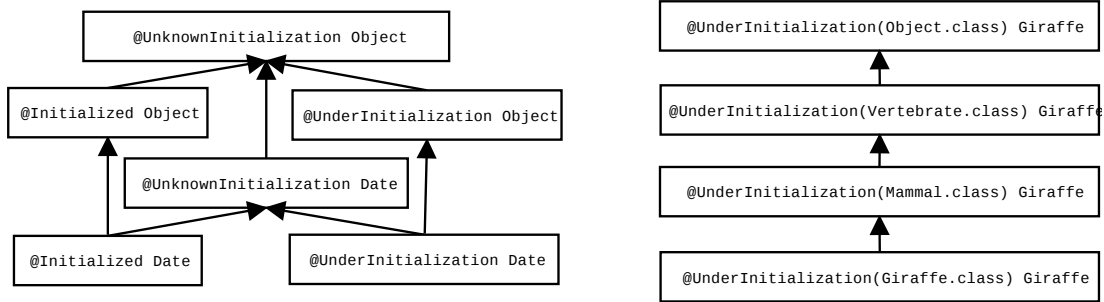 @UnknownInitialization Object
@Initialized Object
@UnderInitialization Object
@UnknownInitialization Date
@Initialized Date
@UnderInitialization Date
@UnderInitialization(Object.class) Giraffe
@UnderInitialization(Vertebrate.class) Giraffe
@UnderInitialization(Mammal.class) Giraffe
@UnderInitialization(Giraffe.class) Giraffe